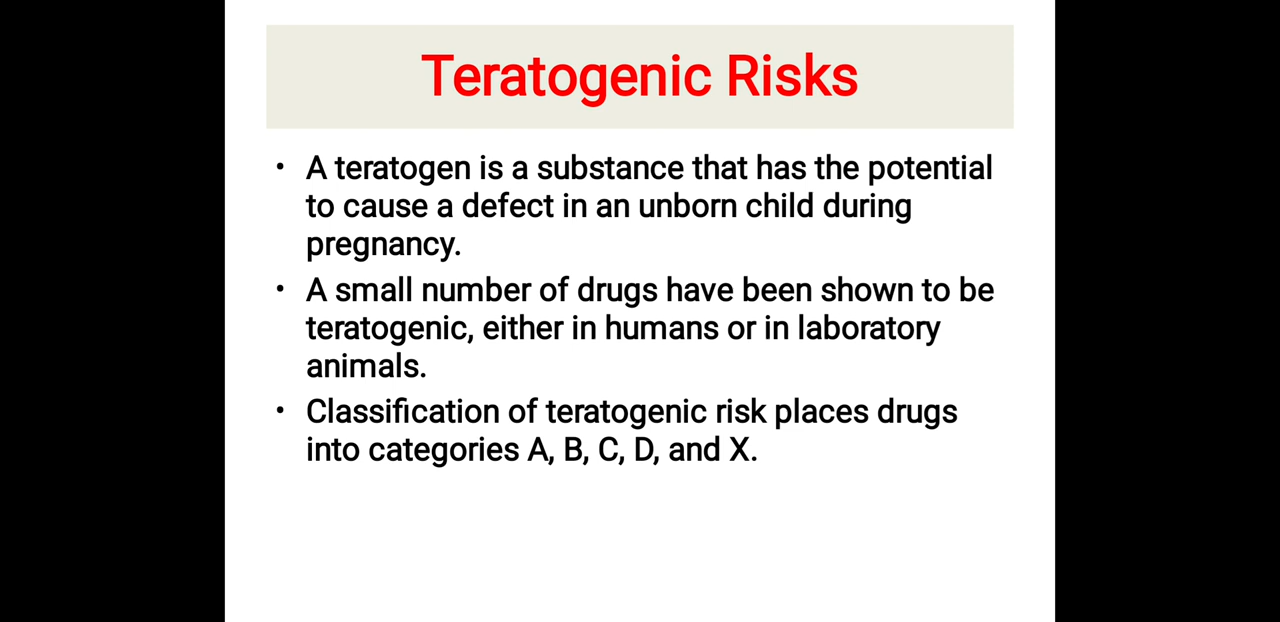 Teratogenic Risks
• A teratogen is a substance that has the potential
to cause a defect in an unborn child during
pregnancy.
• A small number of drugs have been shown to be
teratogenic, either in humans or in laboratory
animals.
• Classification of teratogenic risk places drugs
into categories A, B, C, D, and X.